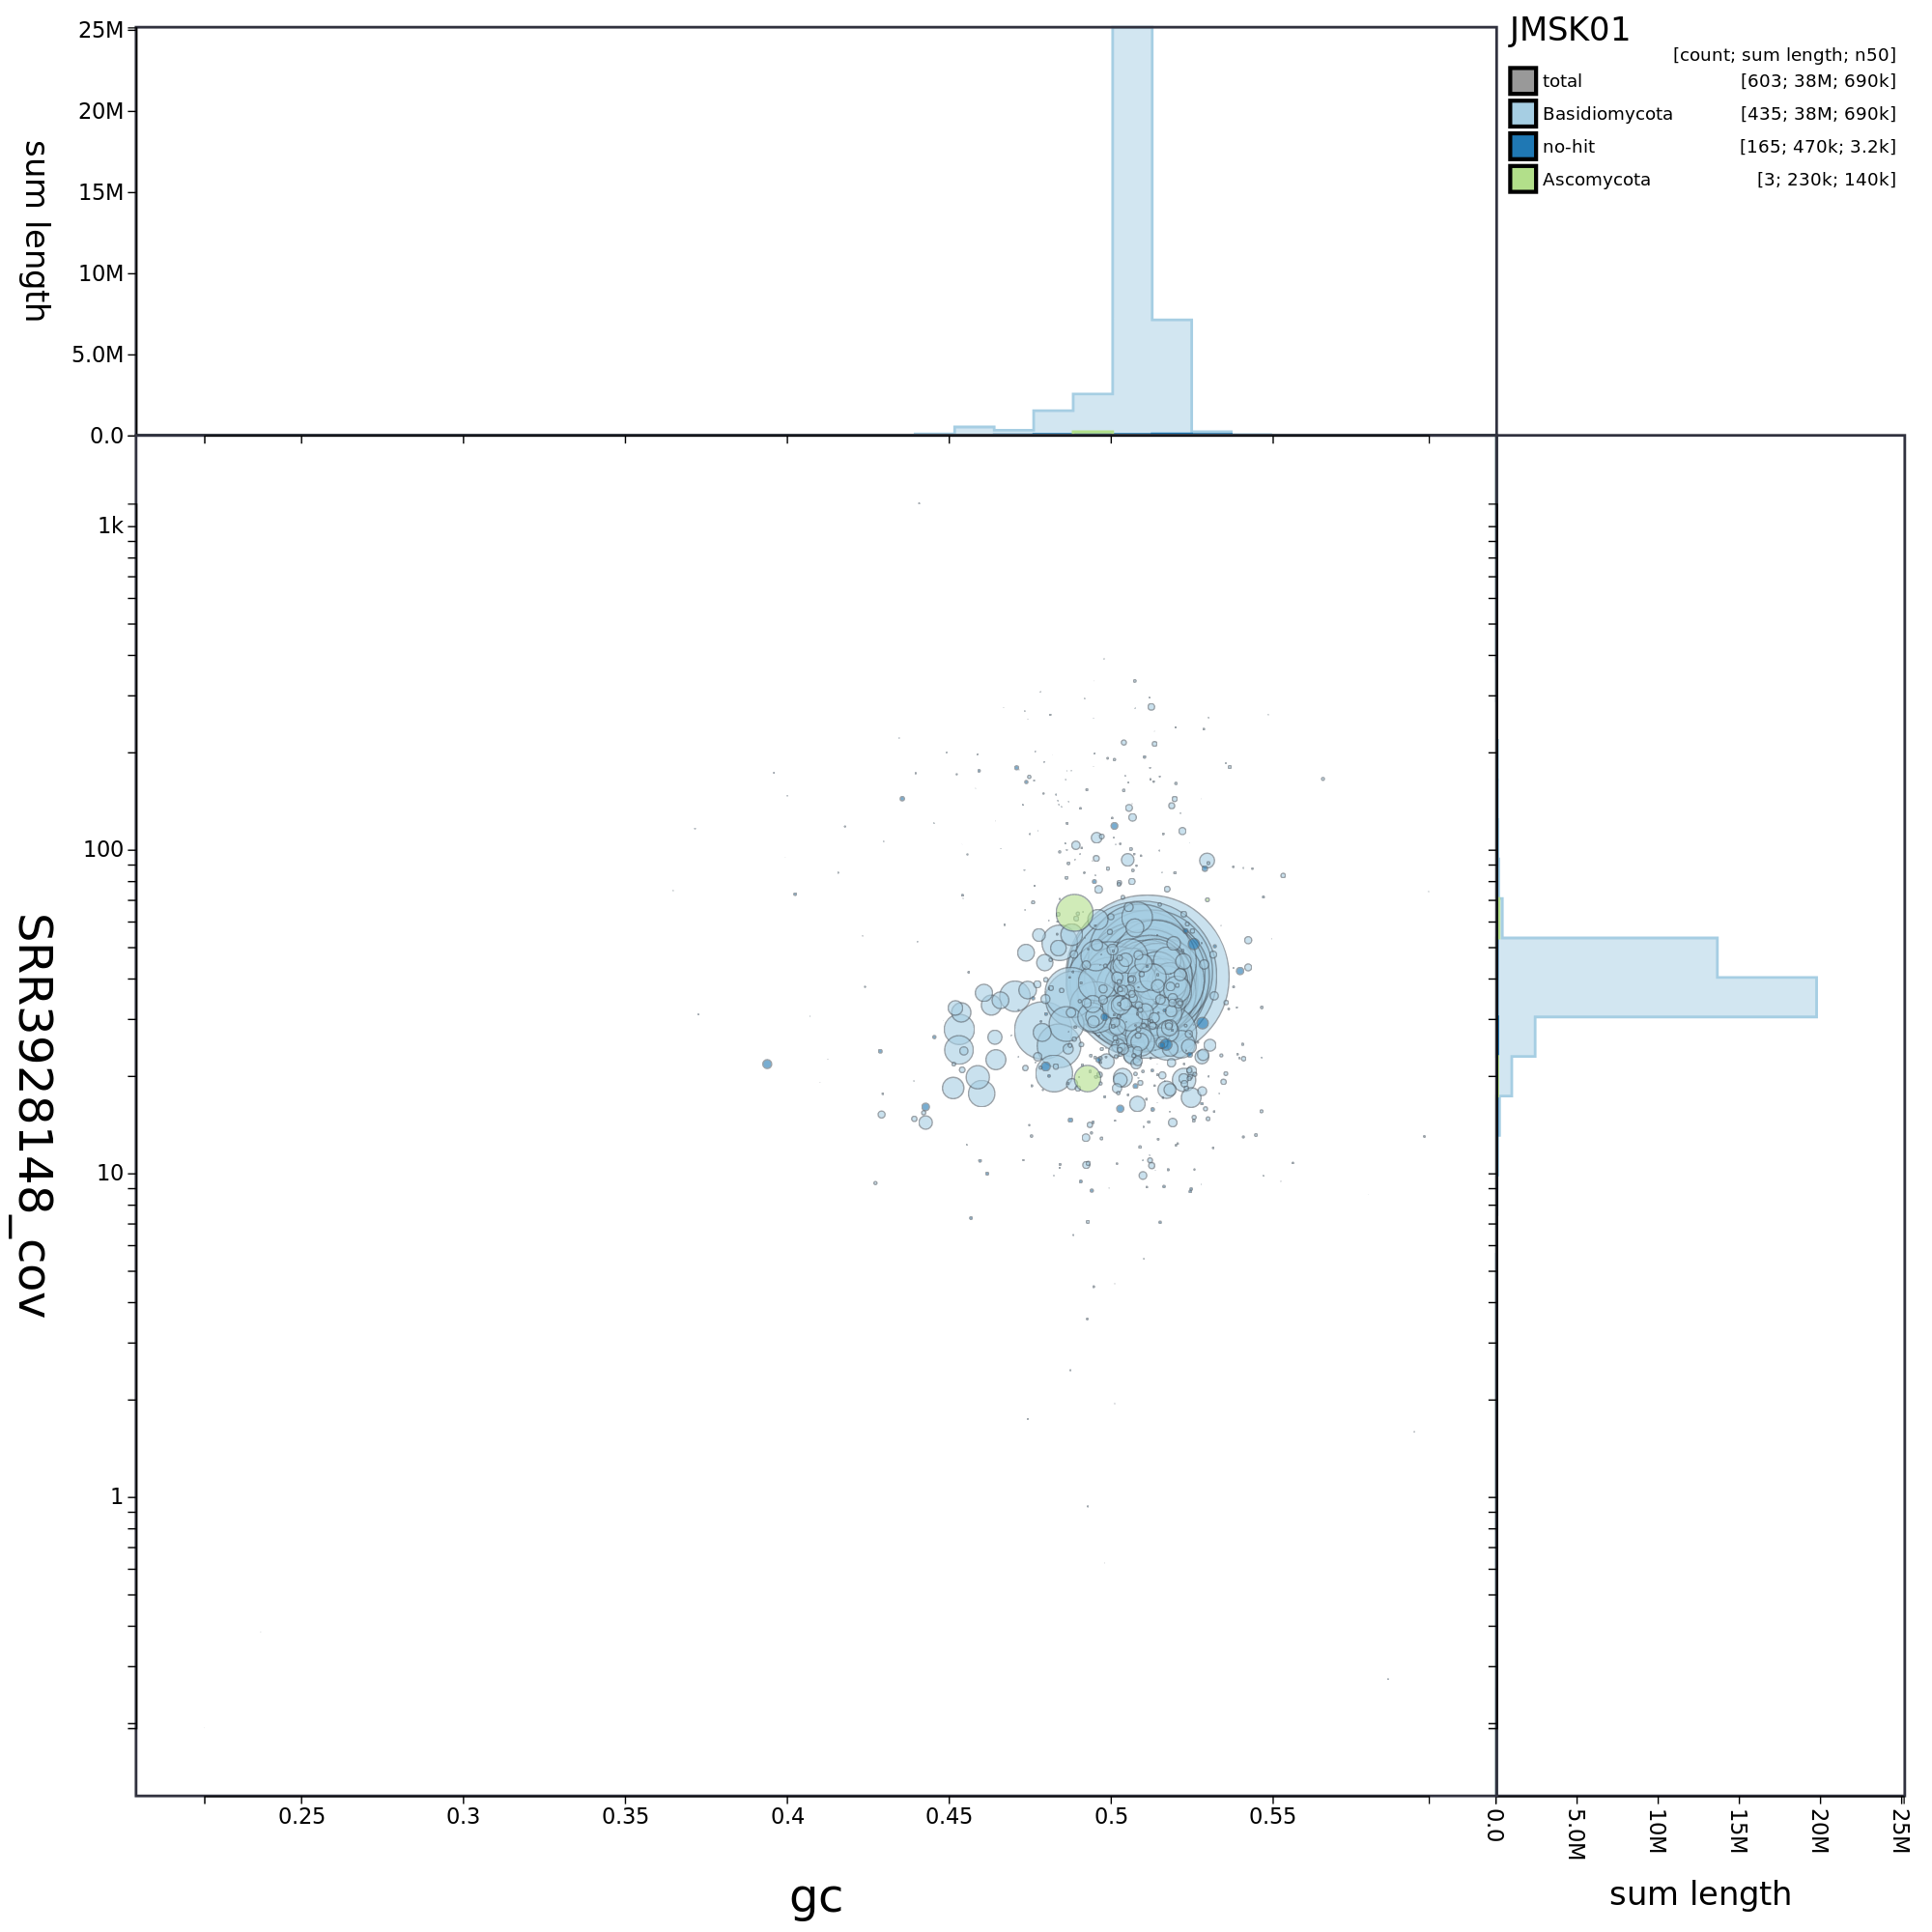 JMSK01
[count; sum length; n50]
total [603; 38M; 690k]
Basidiomycota [435; 38M; 690k]
no-hit [165; 470k; 3.2k]
Ascomycota [3; 230k; 140k]
sum length
25M
20M
15M
10M
5.0M
0.0
SRR3928148_cov
1k
100
10
1
0.25 0.3 0.35 0.4 0.45 0.5 0.55
gc
0.0 5.0M 10M 15M 20M 25M
sum length